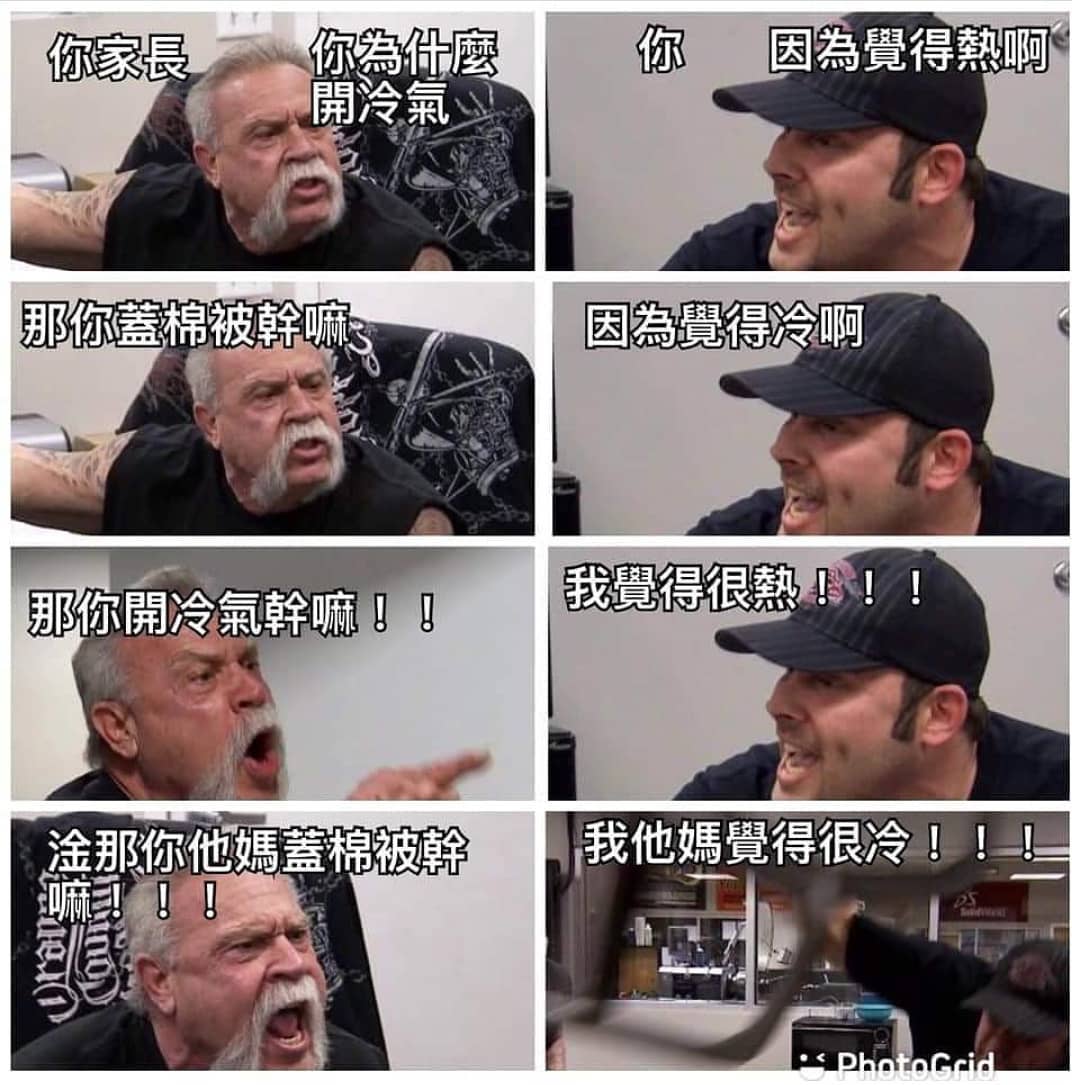 你家長
你為什麼
開冷氣
你
因為覺得熱啊
那你蓋棉被幹嘛
因為覺得冷啊
那你開冷氣幹嘛！！
我覺得很熱！！！
淦那你他媽蓋棉被幹
嘛！！！
我他媽覺得很冷！！！
SolidWorks
PhotoGrid